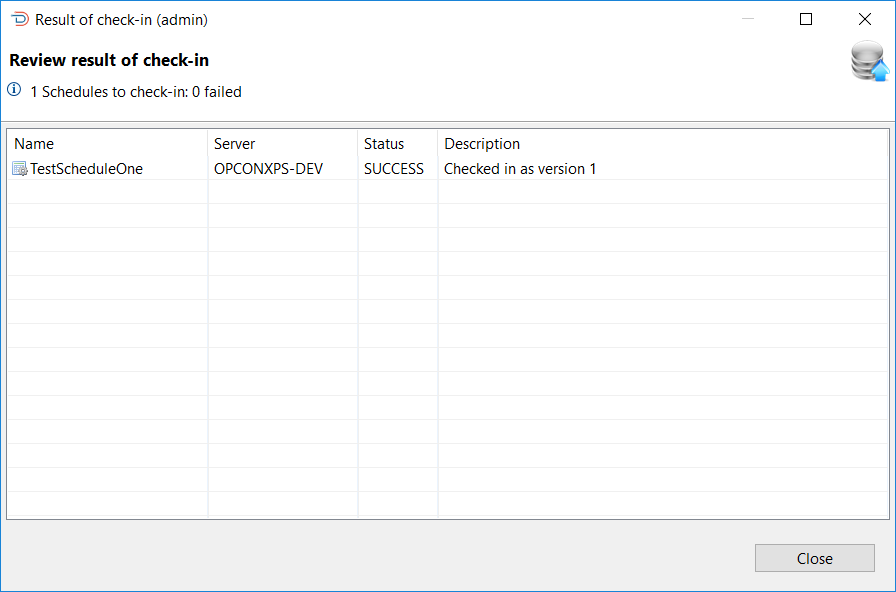 Result of check-in (admin)
Review result of check-in
1 Schedules to check-in: 0 failed
Name Server Status Description
TestScheduleOne OPCONXPS-DEV SUCCESS Checked in as version 1
Close